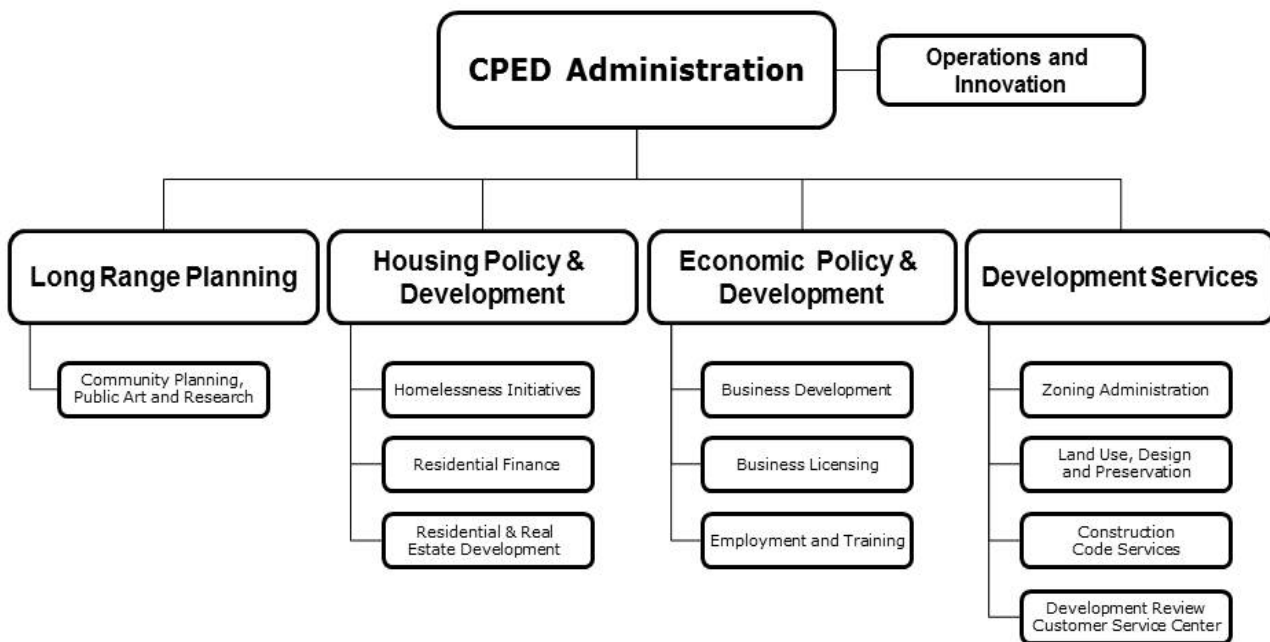 CPED Administration
Operations and
Innovation
Long Range Planning
Housing Policy &
Development
Economic Policy &
Development
Development Services
Community Planning,
Public Art and Research
Homelessness Initiatives
Residential Finance
Residential & Real
Estate Development
Business Development
Business Licensing
Employment and Training
Zoning Administration
Land Use, Design
and Preservation
Construction
Code Services
Development Review
Customer Service Center